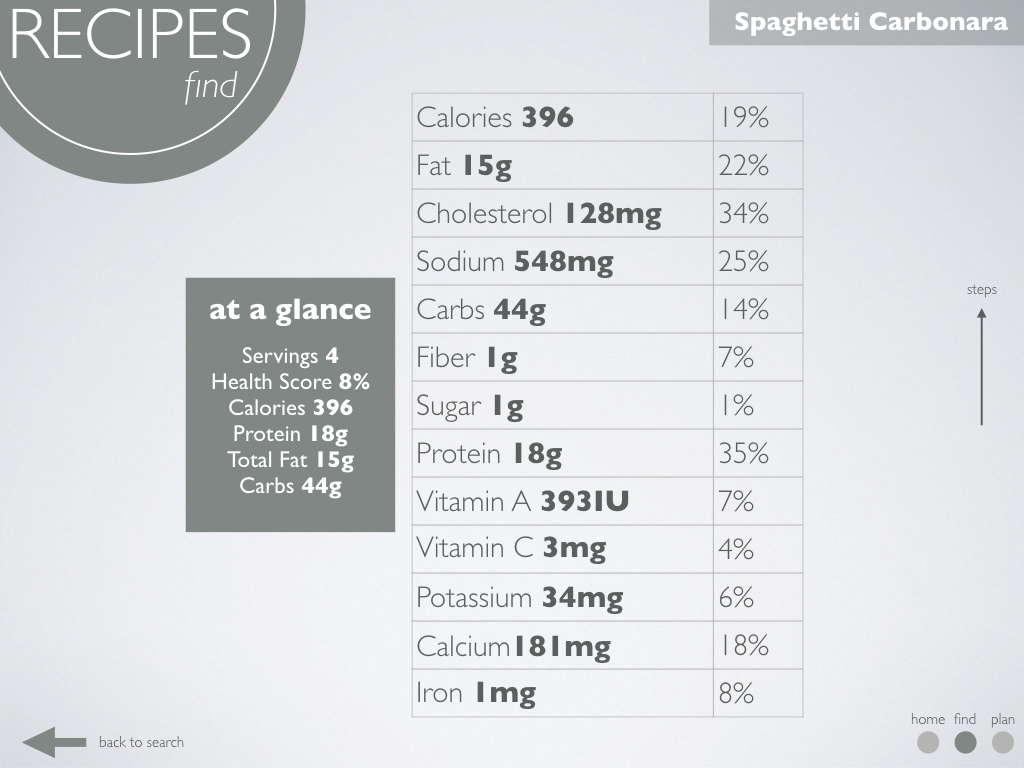 RECIPES
find
Spaghetti Carbonara
at a glance
Servings 4
Health Score 8%
Calories 396
Protein 18g
Total Fat 15g
Carbs 44g
Calories 396 19%
Fat 15g 22%
Cholesterol 128mg 34%
Sodium 548mg 25%
Carbs 44g 14%
Fiber 1g 7%
Sugar 1g 1%
Protein 18g 35%
Vitamin A 393IU 7%
Vitamin C 3mg 4%
Potassium 34mg 6%
Calcium 181mg 18%
Iron 1mg 8%
steps
back to search
home find plan